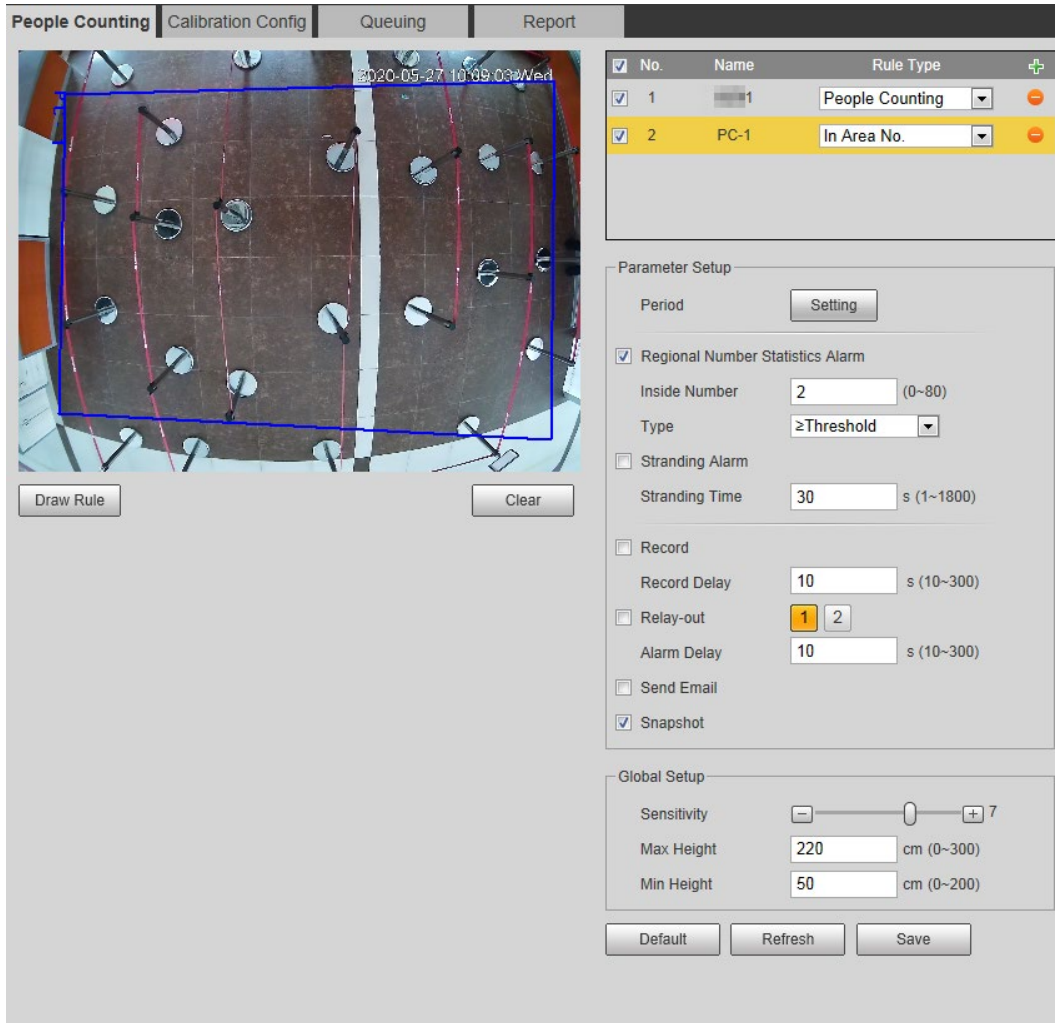 People Counting Calibration Config Queuing Report
2020-05-27 10:09:03 Wed
No. Name Rule Type
1 1 People Counting
2 PC-1 In Area No.
Draw Rule Clear
Parameter Setup
Period Setting
Regional Number Statistics Alarm
Inside Number 2 (0~80)
Type ≥Threshold
Stranding Alarm
Stranding Time 30 s (1~1800)
Record
Record Delay 10 s (10~300)
Relay-out 1 2
Alarm Delay 10 s (10~300)
Send Email
Snapshot
Global Setup
Sensitivity 7
Max Height 220 cm (0~300)
Min Height 50 cm (0~200)
Default Refresh Save